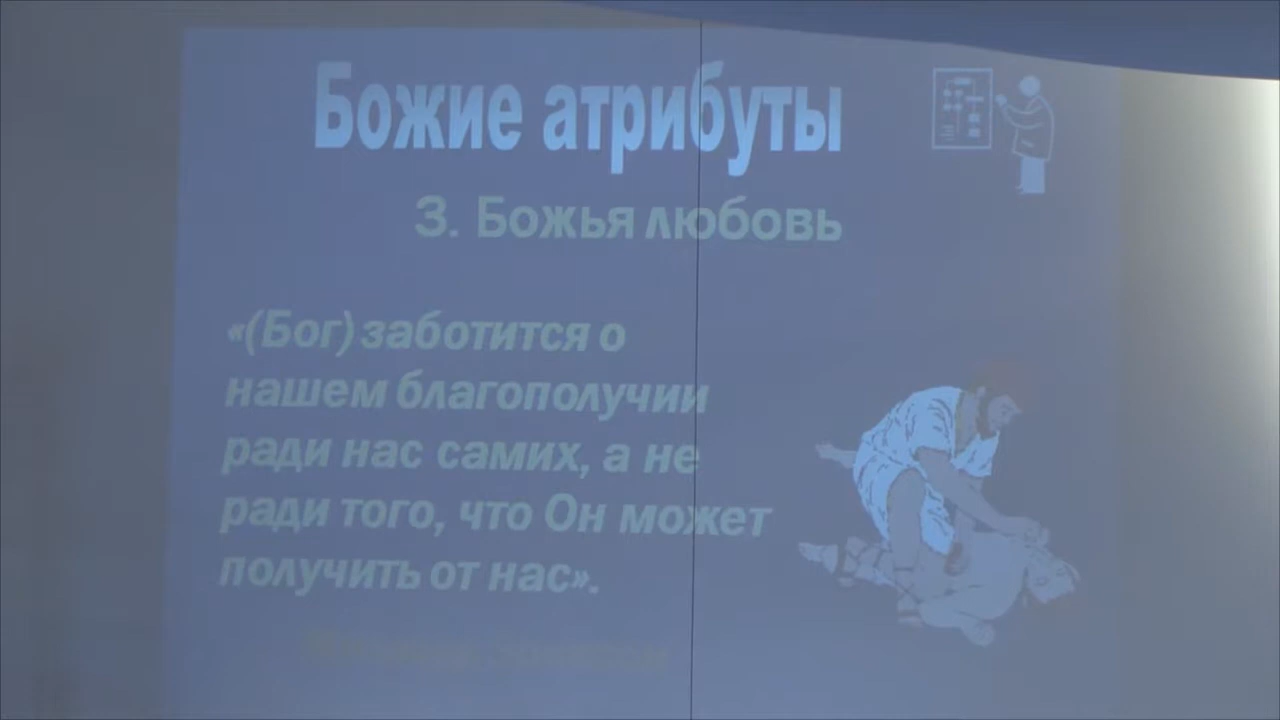 Божие атрибуты
3. Божья любовь
«(Бог) заботится о
нашем благополучии
ради нас самих, а не
ради того, что Он может
получить от нас».